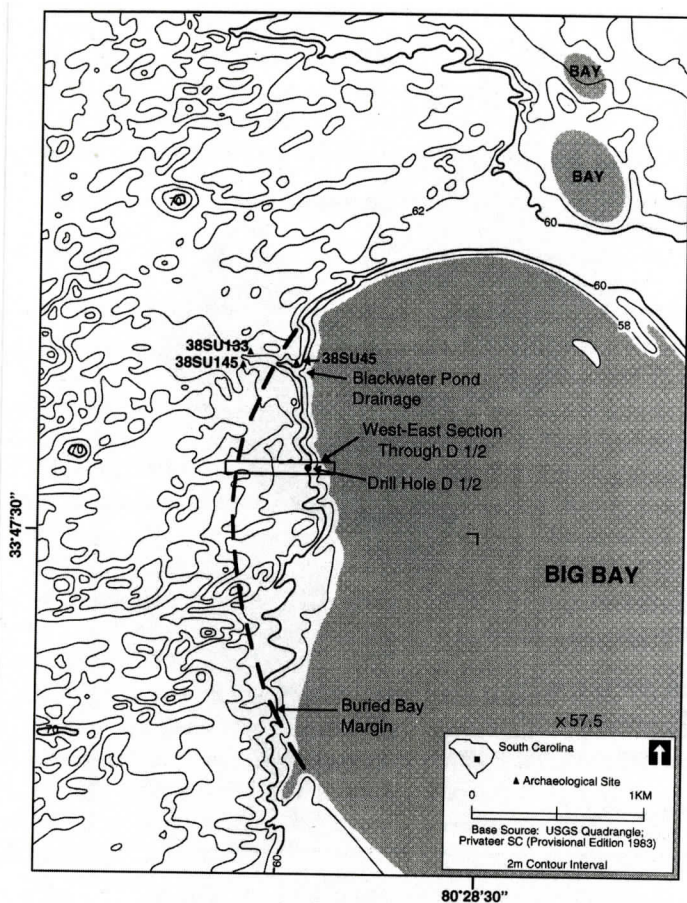 BAY
BAY
70
62
60
60
58
38SU133
38SU145
38SU45
Blackwater Pond
Drainage
West-East Section
Through D 1/2
70
Drill Hole D 1/2
33°47'30"
BIG BAY
Buried Bay
Margin
×57.5
70
South Carolina
▲ Archaeological Site
0 1KM
Base Source: USGS Quadrangle;
Privateer SC (Provisional Edition 1983)
2m Contour Interval
60
80°28'30"